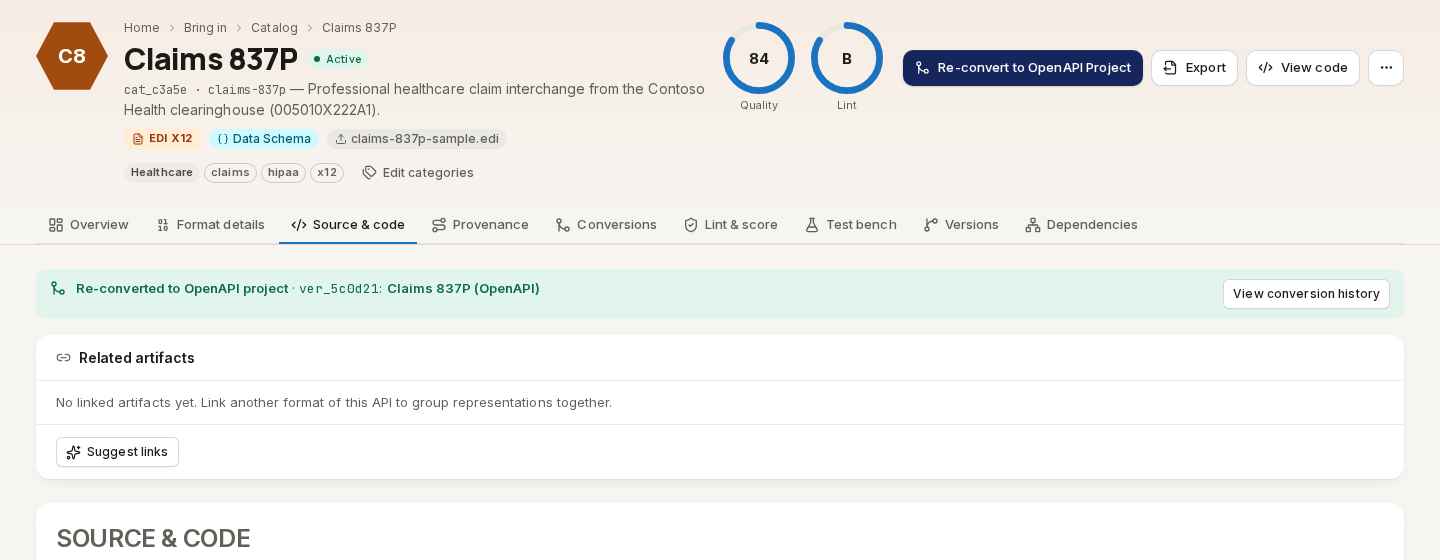 C8
Home > Bring in > Catalog > Claims 837P
Claims 837P
Active
cat_c3a5e · claims-837p — Professional healthcare claim interchange from the Contoso
Health clearinghouse (005010X222A1).
EDI X12
{} Data Schema
claims-837p-sample.edi
Healthcare
claims
hipaa
x12
Edit categories
84
Quality
B
Lint
Re-convert to OpenAPI Project
Export
View code
Overview
Format details
Source & code
Provenance
Conversions
Lint & score
Test bench
Versions
Dependencies
Re-converted to OpenAPI project · ver_5c0d21: Claims 837P (OpenAPI)
View conversion history
Related artifacts
No linked artifacts yet. Link another format of this API to group representations together.
Suggest links
SOURCE & CODE